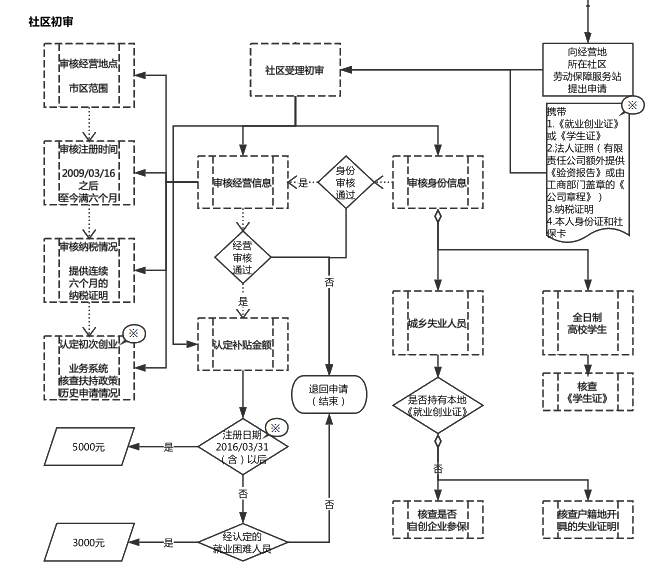 社区初审
审核经营地点
市区范围
审核注册时间
2009/03/16
之后
至今满六个月
审核纳税情况
提供连续
六个月的
纳税证明
认定初次创业
业务系统
核查扶持政策
历史申请情况
※
社区受理初审
审核经营信息
是
身份
审核
通过
审核身份信息
经营
审核
通过
是
否
认定补贴金额
退回申请
（结束）
注册日期
2016/03/31
（含）以后
※
是
5000元
否
经认定的
就业困难人员
是
3000元
否
向经营地
所在社区
劳动保障服务站
提出申请
※
携带
1.《就业创业证》
或《学生证》
2.法人证照（有限
责任公司额外提供
《验资报告》或由
工商部门盖章的《
公司章程》）
3.纳税证明
4.本人身份证和社
保卡
城乡失业人员
全日制
高校学生
核查
《学生证》
是否持有本地
《就业创业证》
否
核查是否
自创企业参保
核查户籍地开
具的失业证明